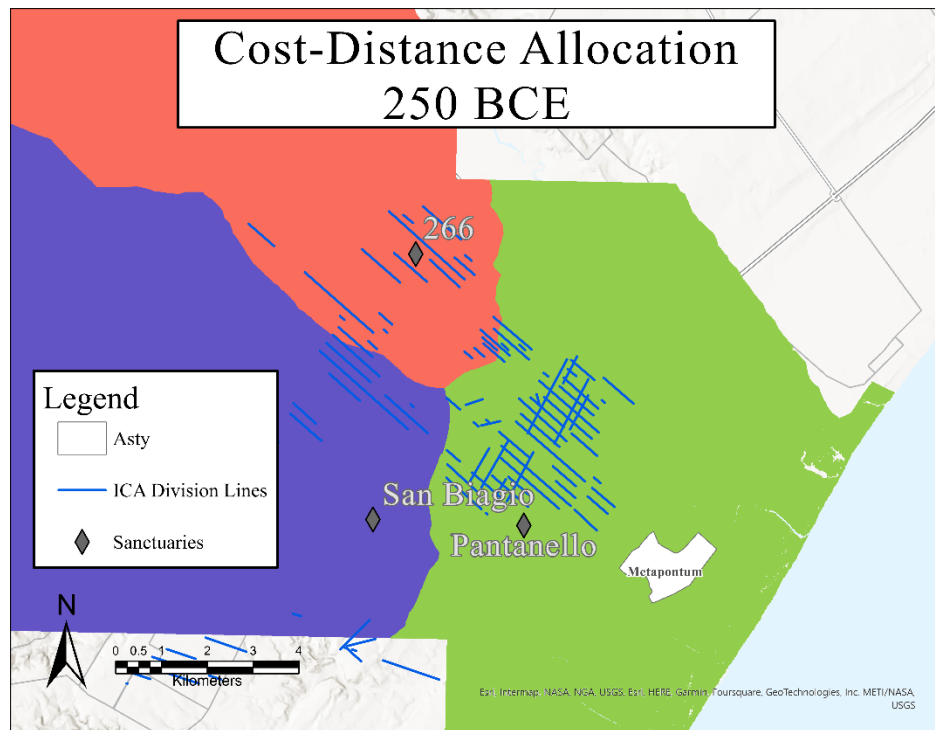 Cost-Distance Allocation
250 BCE
266
Legend
Asty
ICA Division Lines
Sanctuaries
San Biagio
Pantanello
Metapontum
N
0 0.5 1 2 3 4
Kilometers
Esri, Intermap, NASA, NGA, USGS, Esri, HERE, Garmin, Foursquare, GeoTechnologies, Inc, METI/NASA,
USGS